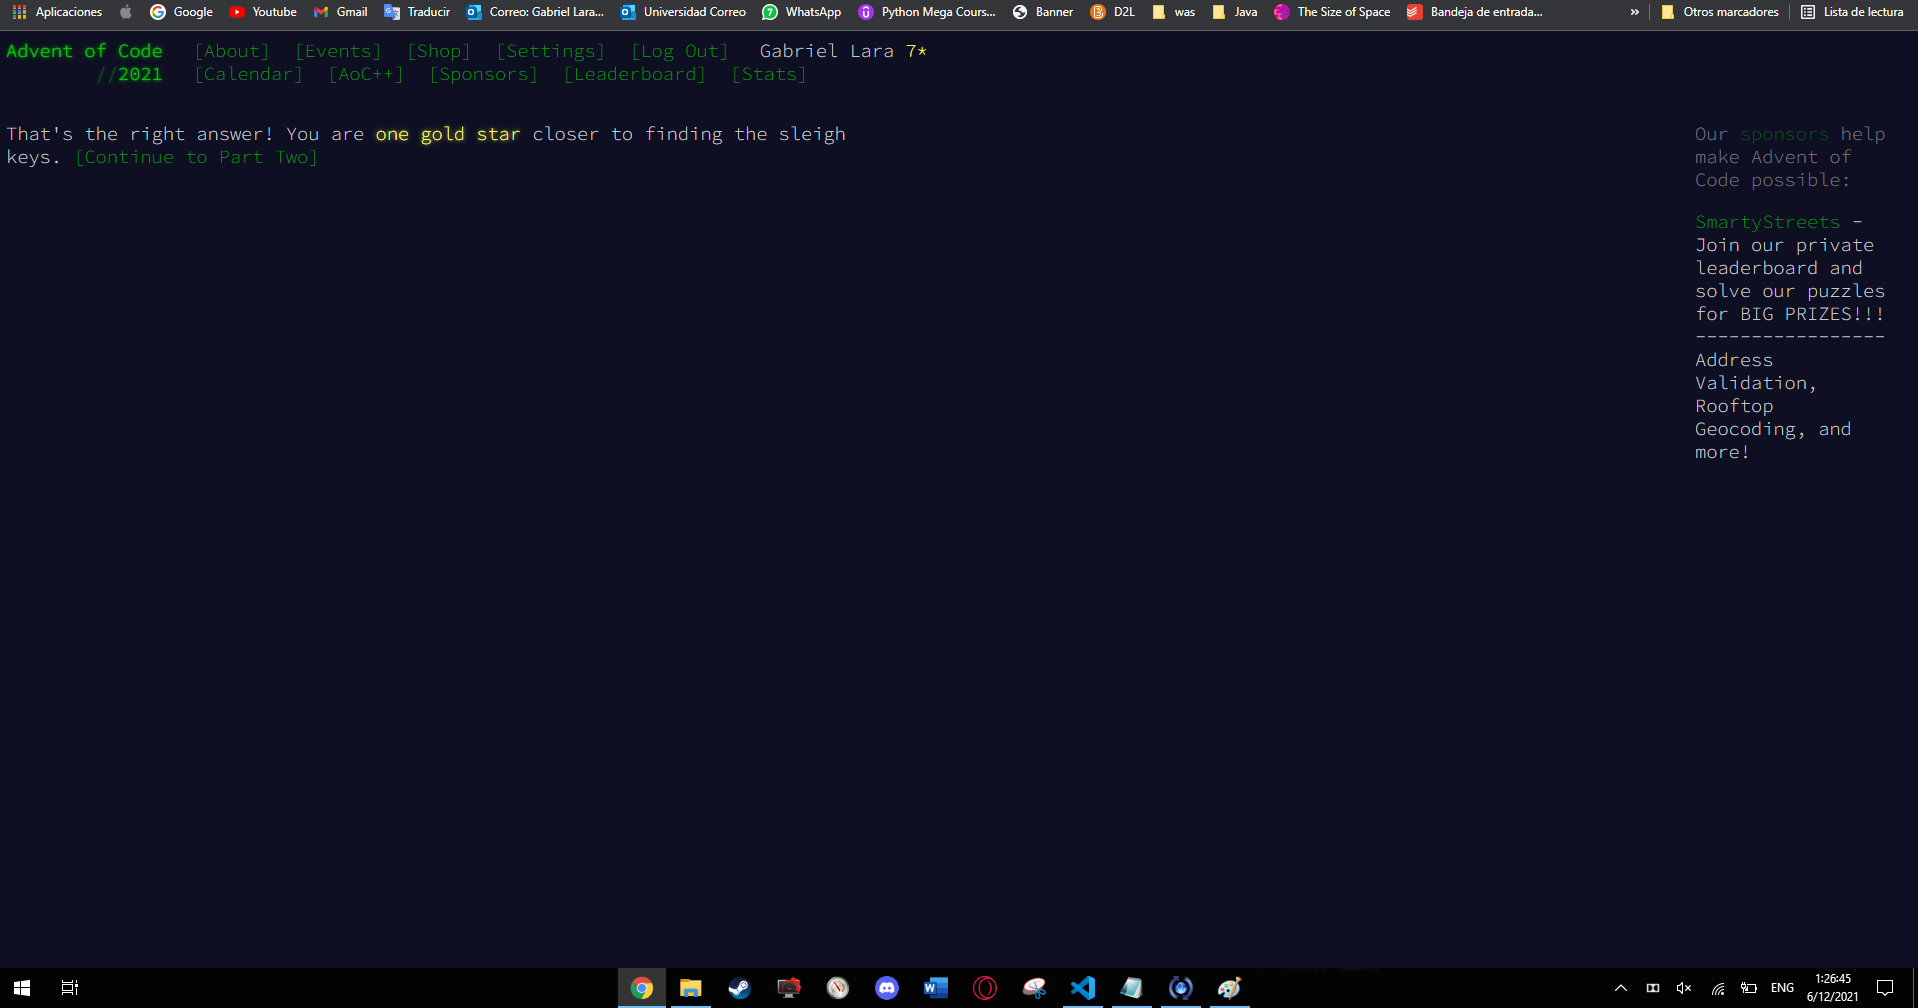 Aplicaciones Google Youtube Gmail Traducir Correo: Gabriel Lara... Universidad Correo WhatsApp Python Mega Cours... Banner D2L was Java The Size of Space Bandeja de entrada... » Otros marcadores Lista de lectura
Advent of Code [About] [Events] [Shop] [Settings] [Log Out] Gabriel Lara 7*
//2021 [Calendar] [AoC++] [Sponsors] [Leaderboard] [Stats]
That's the right answer! You are one gold star closer to finding the sleigh
keys. [Continue to Part Two]
Our sponsors help
make Advent of
Code possible:
SmartyStreets -
Join our private
leaderboard and
solve our puzzles
for BIG PRIZES!!!
-----------------
Address
Validation,
Rooftop
Geocoding, and
more!
ENG
1:26:45
6/12/2021